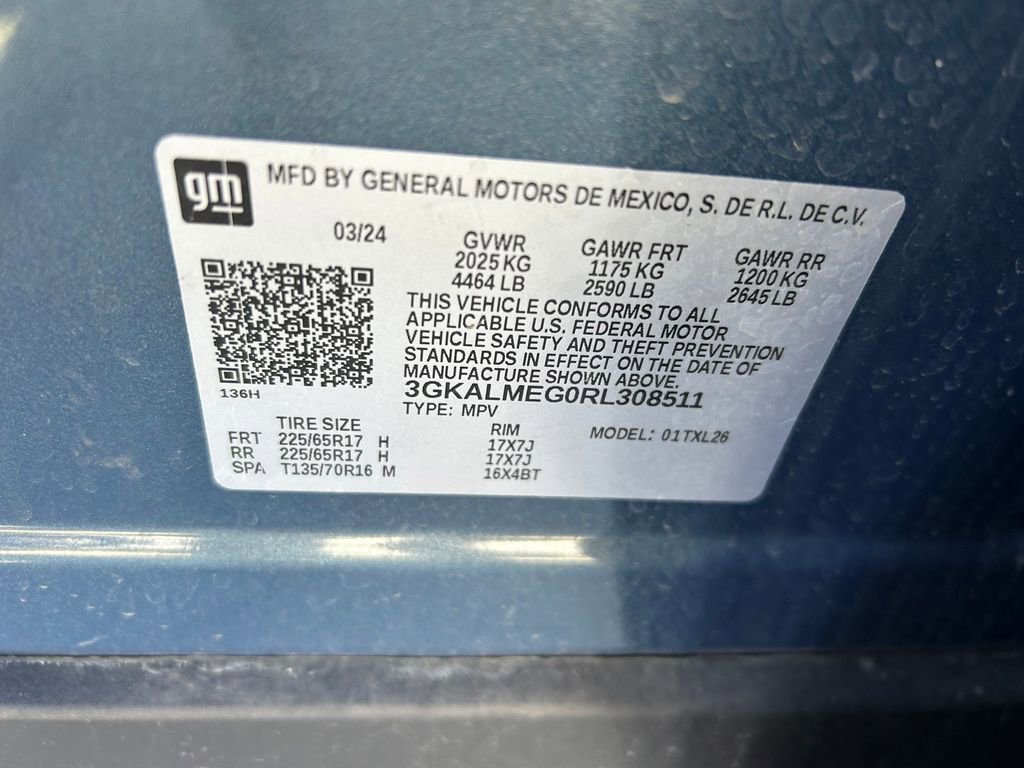 gm
MFD BY GENERAL MOTORS DE MEXICO, S. DE R.L. DE C.V.
03/24
GVWR GAWR FRT GAWR RR
2025 KG 1175 KG 1200 KG
4464 LB 2590 LB 2645 LB
THIS VEHICLE CONFORMS TO ALL
APPLICABLE U.S. FEDERAL MOTOR
VEHICLE SAFETY AND THEFT PREVENTION
STANDARDS IN EFFECT ON THE DATE OF
MANUFACTURE SHOWN ABOVE.
136H
3GKALMEG0RL308511
TYPE: MPV
TIRE SIZE RIM MODEL: 01TXL26
FRT 225/65R17 H 17X7J
RR 225/65R17 H 17X7J
SPA T135/70R16 M 16X4BT